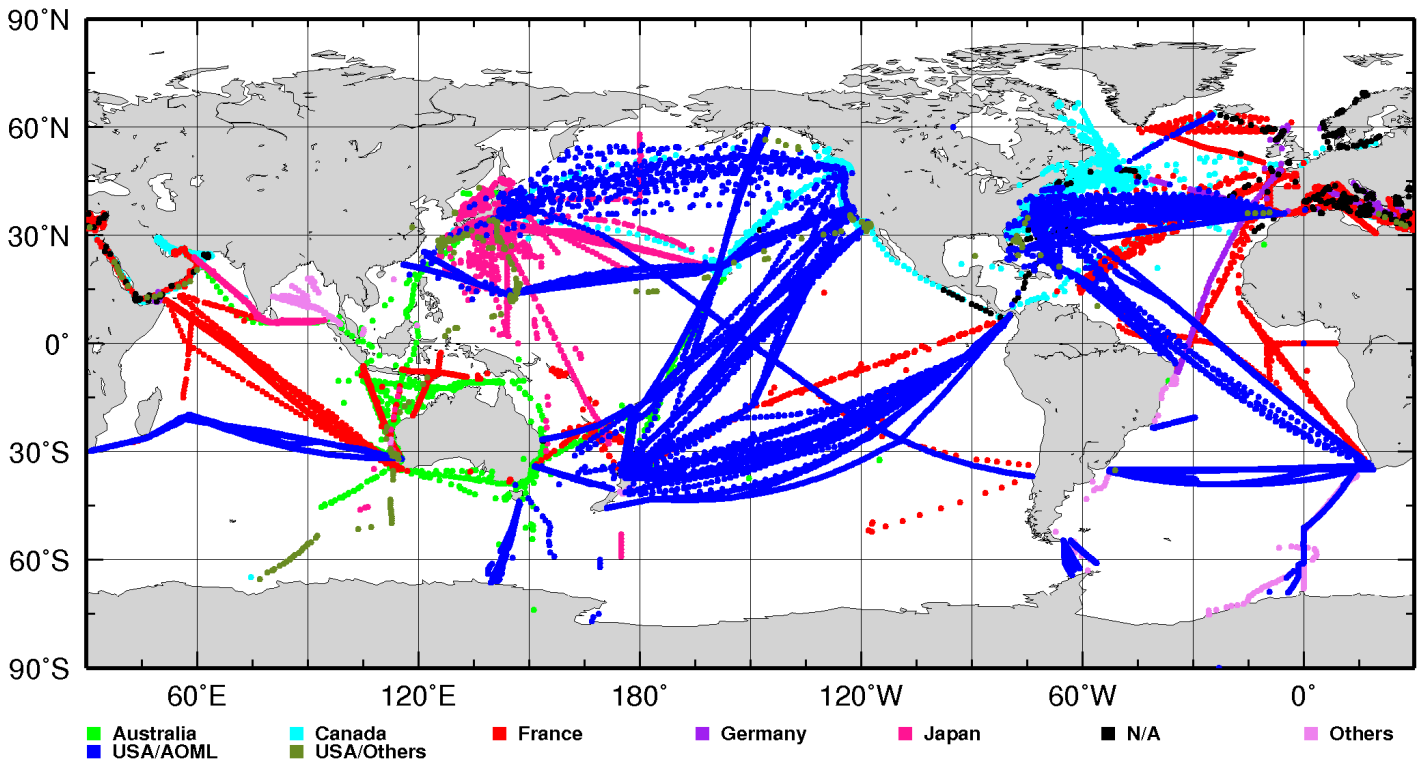 90°N
60°N
30°N
0°
30°S
60°S
90°S
60°E 120°E 180° 120°W 60°W 0°
Australia Canada France Germany Japan N/A Others
USA/AOML USA/Others